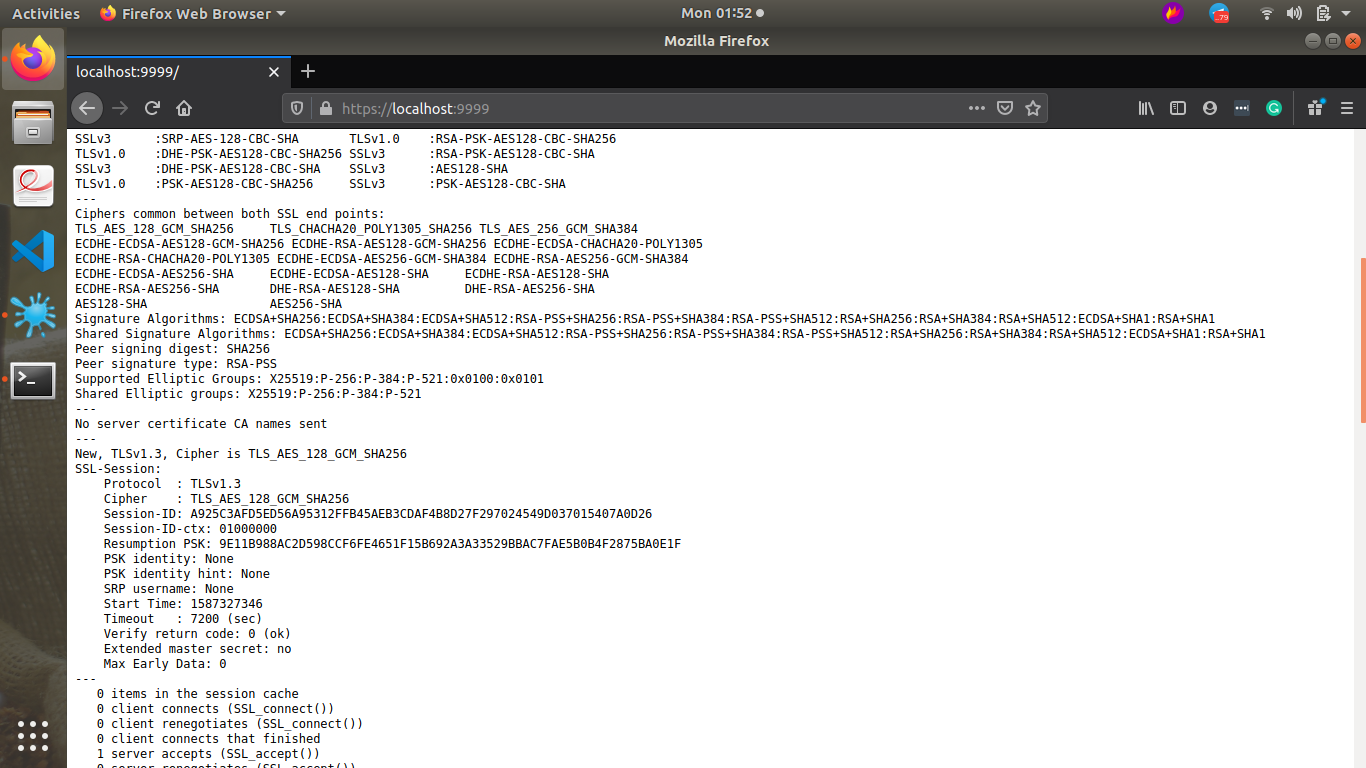 Activities Firefox Web Browser Mon 01:52 79
Mozilla Firefox
localhost:9999/
https://localhost:9999
SSLv3 :SRP-AES-128-CBC-SHA TLSv1.0 :RSA-PSK-AES128-CBC-SHA256
TLSv1.0 :DHE-PSK-AES128-CBC-SHA256 SSLv3 :RSA-PSK-AES128-CBC-SHA
SSLv3 :DHE-PSK-AES128-CBC-SHA SSLv3 :AES128-SHA
TLSv1.0 :PSK-AES128-CBC-SHA256 SSLv3 :PSK-AES128-CBC-SHA
---
Ciphers common between both SSL end points:
TLS_AES_128_GCM_SHA256 TLS_CHACHA20_POLY1305_SHA256 TLS_AES_256_GCM_SHA384
ECDHE-ECDSA-AES128-GCM-SHA256 ECDHE-RSA-AES128-GCM-SHA256 ECDHE-ECDSA-CHACHA20-POLY1305
ECDHE-RSA-CHACHA20-POLY1305 ECDHE-ECDSA-AES256-GCM-SHA384 ECDHE-RSA-AES256-GCM-SHA384
ECDHE-ECDSA-AES256-SHA ECDHE-ECDSA-AES128-SHA ECDHE-RSA-AES128-SHA
ECDHE-RSA-AES256-SHA DHE-RSA-AES128-SHA DHE-RSA-AES256-SHA
AES128-SHA AES256-SHA
Signature Algorithms: ECDSA+SHA256:ECDSA+SHA384:ECDSA+SHA512:RSA-PSS+SHA256:RSA-PSS+SHA384:RSA-PSS+SHA512:RSA+SHA256:RSA+SHA384:RSA+SHA512:ECDSA+SHA1:RSA+SHA1
Shared Signature Algorithms: ECDSA+SHA256:ECDSA+SHA384:ECDSA+SHA512:RSA-PSS+SHA256:RSA-PSS+SHA384:RSA-PSS+SHA512:RSA+SHA256:RSA+SHA384:RSA+SHA512:ECDSA+SHA1:RSA+SHA1
Peer signing digest: SHA256
Peer signature type: RSA-PSS
Supported Elliptic Groups: X25519:P-256:P-384:P-521:0x0100:0x0101
Shared Elliptic groups: X25519:P-256:P-384:P-521
---
No server certificate CA names sent
---
New, TLSv1.3, Cipher is TLS_AES_128_GCM_SHA256
SSL-Session:
Protocol : TLSv1.3
Cipher : TLS_AES_128_GCM_SHA256
Session-ID: A925C3AFD5ED56A95312FFB45AEB3CDAF4B8D27F297024549D037015407A0D26
Session-ID-ctx: 01000000
Resumption PSK: 9E11B988AC2D598CCF6FE4651F15B692A3A33529BBAC7FAE5B0B4F2875BA0E1F
PSK identity: None
PSK identity hint: None
SRP username: None
Start Time: 1587327346
Timeout : 7200 (sec)
Verify return code: 0 (ok)
Extended master secret: no
Max Early Data: 0
---
0 items in the session cache
0 client connects (SSL_connect())
0 client renegotiates (SSL_connect())
0 client connects that finished
1 server accepts (SSL_accept())
0 server renegotiates (SSL_accept())